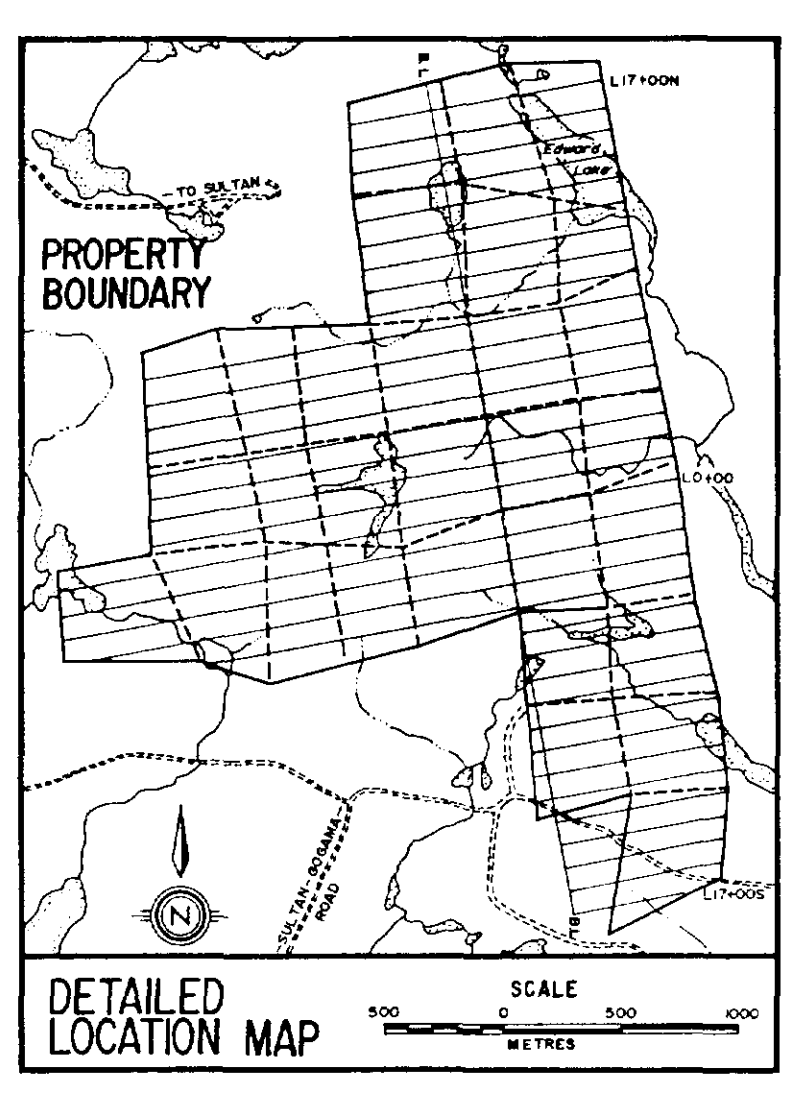 B.L
L17+00N
Edward
Lake
TO SULTAN
PROPERTY
BOUNDARY
L0+00
SULTAN-GOGAMA
ROAD
N
L17+00S
B.L
DETAILED
LOCATION MAP
SCALE
500 0 500 1000
METRES